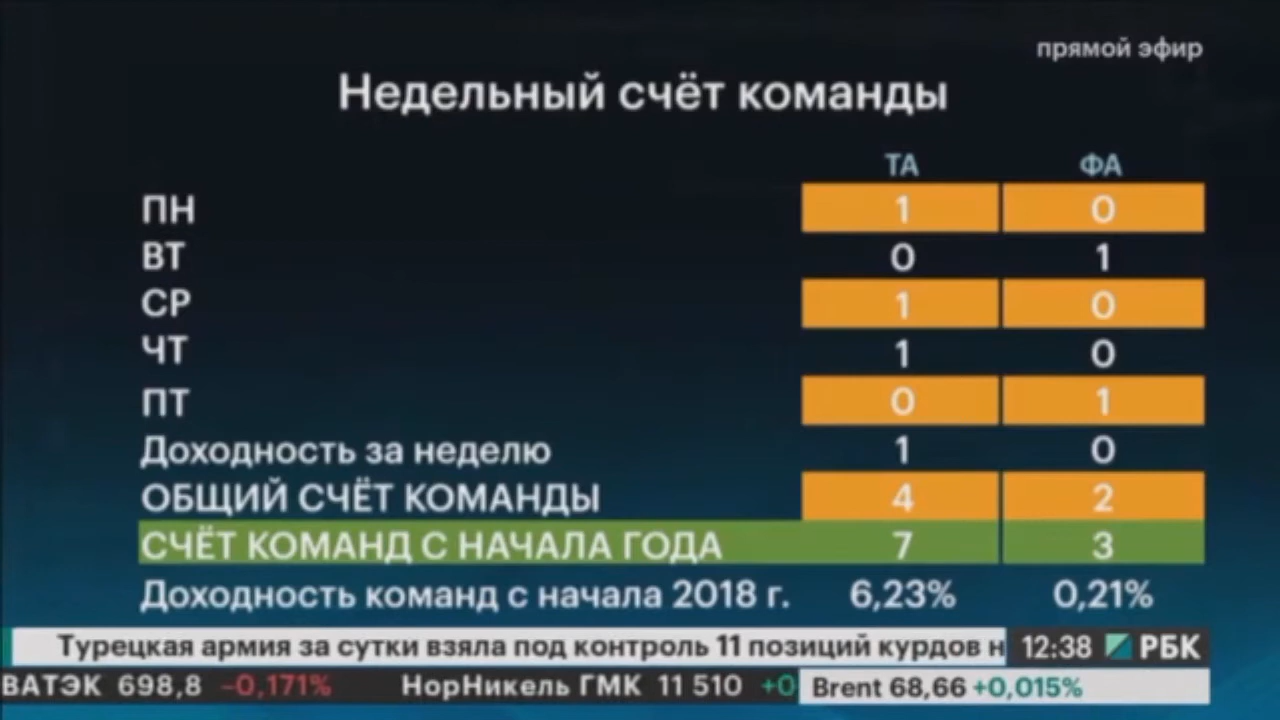 прямой эфир
Недельный счёт команды
ТА ФА
ПН 1 0
ВТ 0 1
СР 1 0
ЧТ 1 0
ПТ 0 1
Доходность за неделю 1 0
ОБЩИЙ СЧЁТ КОМАНДЫ 4 2
СЧЁТ КОМАНД С НАЧАЛА ГОДА 7 3
Доходность команд с начала 2018 г. 6,23% 0,21%
Турецкая армия за сутки взяла под контроль 11 позиций курдов н 12:38 РБК
ВАТЭК 698,8 -0,171% НорНикель ГМК 11 510 +0 Brent 68,66 +0,015%